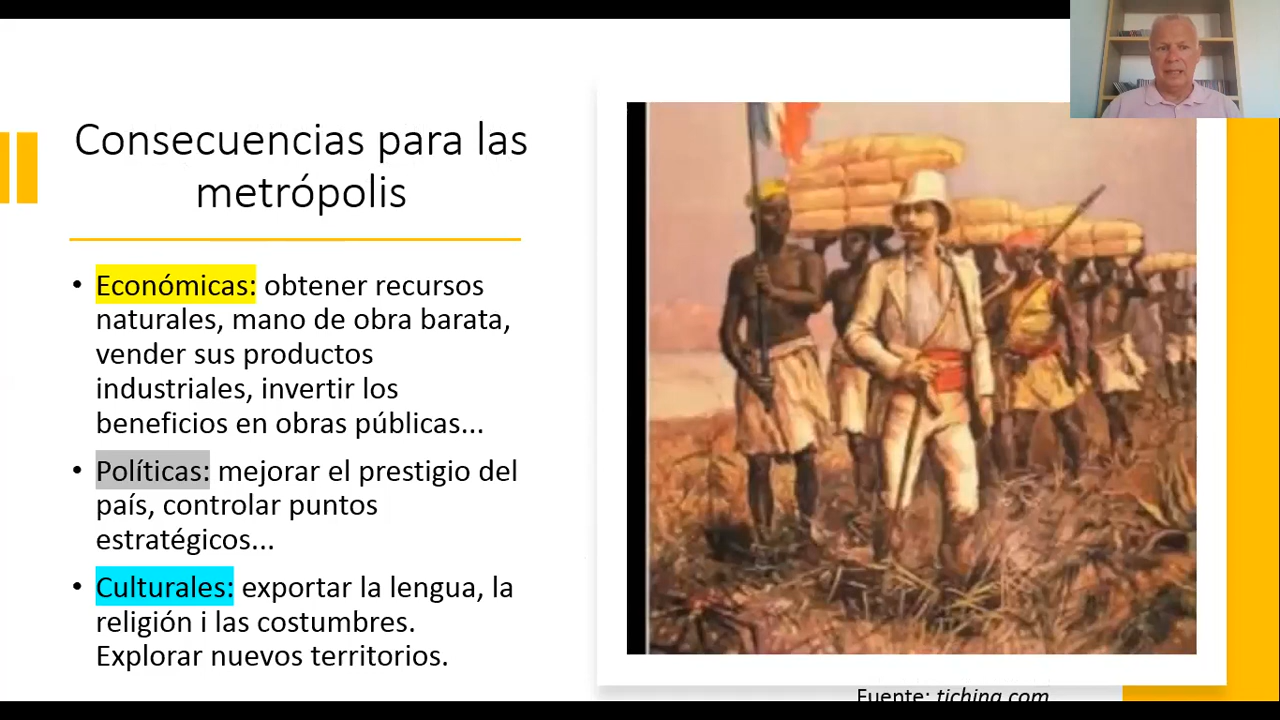 Consecuencias para las
metrópolis
• Económicas: obtener recursos
naturales, mano de obra barata,
vender sus productos
industriales, invertir los
beneficios en obras públicas...
• Políticas: mejorar el prestigio del
país, controlar puntos
estratégicos...
• Culturales: exportar la lengua, la
religión i las costumbres.
Explorar nuevos territorios.
Fuente: tiching.com